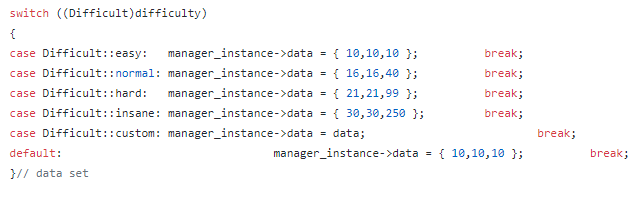 switch ((Difficult)difficulty)
{
case Difficult::easy:   manager_instance->data = { 10,10,10 };          break;
case Difficult::normal: manager_instance->data = { 16,16,40 };          break;
case Difficult::hard:   manager_instance->data = { 21,21,99 };          break;
case Difficult::insane: manager_instance->data = { 30,30,250 };         break;
case Difficult::custom: manager_instance->data = data;                          break;
default:                                manager_instance->data = { 10,10,10 };          break;
}// data set